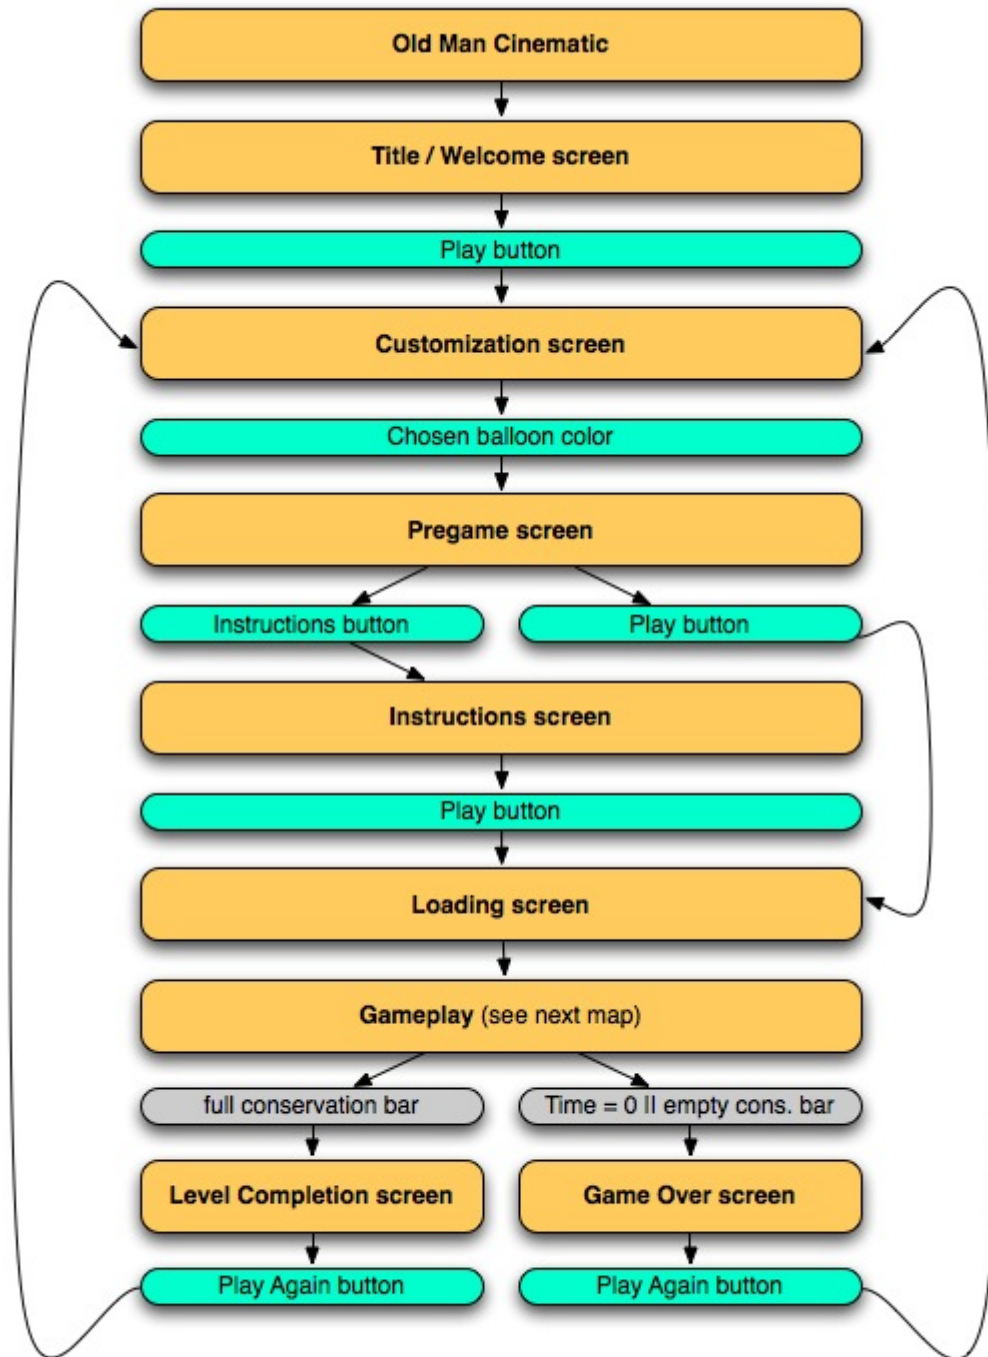 Old Man Cinematic
Title / Welcome screen
Play button
Customization screen
Chosen balloon color
Pregame screen
Instructions button
Play button
Instructions screen
Play button
Loading screen
Gameplay (see next map)
full conservation bar
Time = 0 || empty cons. bar
Level Completion screen
Game Over screen
Play Again button
Play Again button